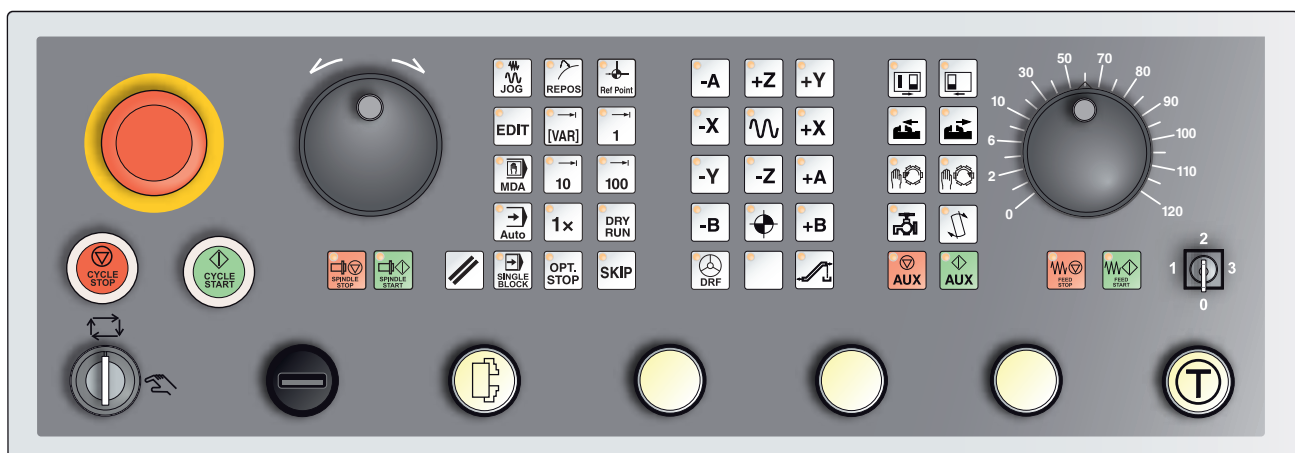 JOG
REPOS
Ref Point
EDIT
[VAR]
1
MDA
10
100
Auto
1x
DRY
RUN
SINGLE
BLOCK
OPT.
STOP
SKIP
-A
+Z
+Y
-X
+X
-Y
-Z
+A
-B
+B
DRF
AUX
AUX
0
2
6
10
30
50
70
80
90
100
110
120
CYCLE
STOP
CYCLE
START
SPINDLE
STOP
SPINDLE
START
FEED
STOP
FEED
START
2
1
3
0
T